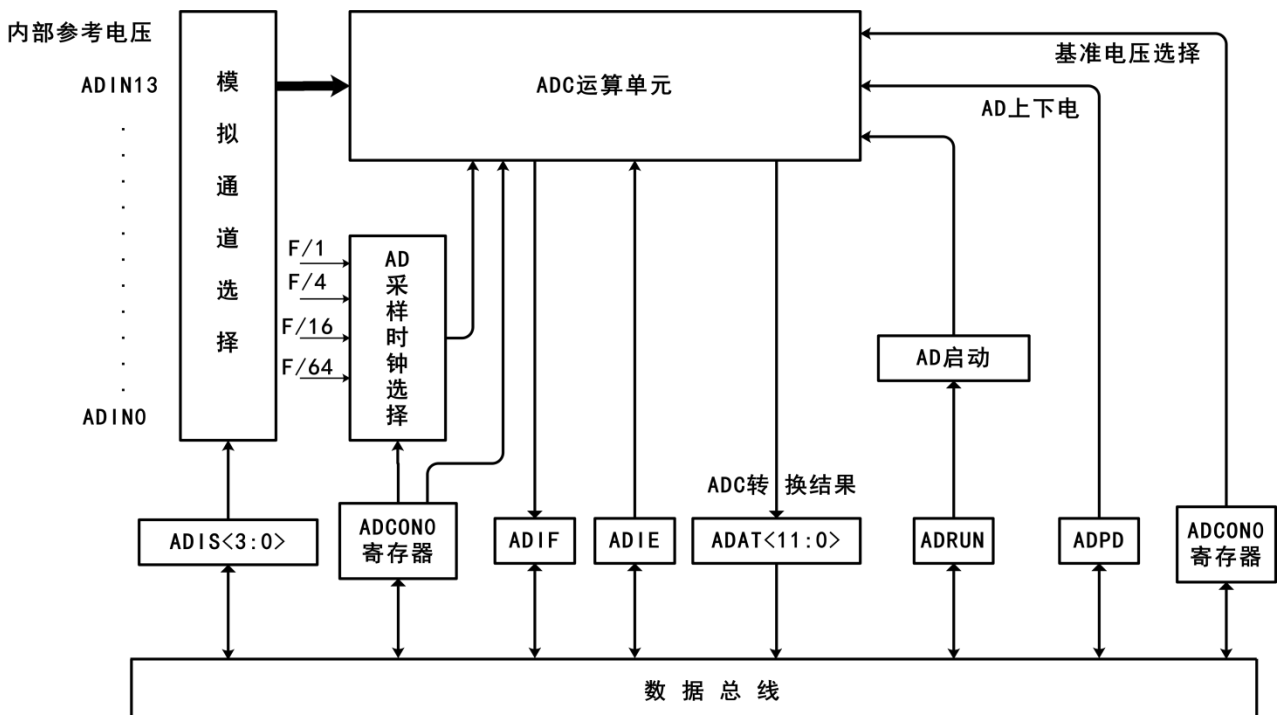 内部参考电压
ADIN13
ADIN0
模拟通道选择
ADC运算单元
基准电压选择
AD上下电
F/1
F/4
F/16
F/64
AD采样时钟选择
AD启动
ADC转 换结果
ADIS<3:0>
ADCON0
寄存器
ADIF
ADIE
ADAT<11:0>
ADRUN
ADPD
ADCON0
寄存器
数 据 总 线